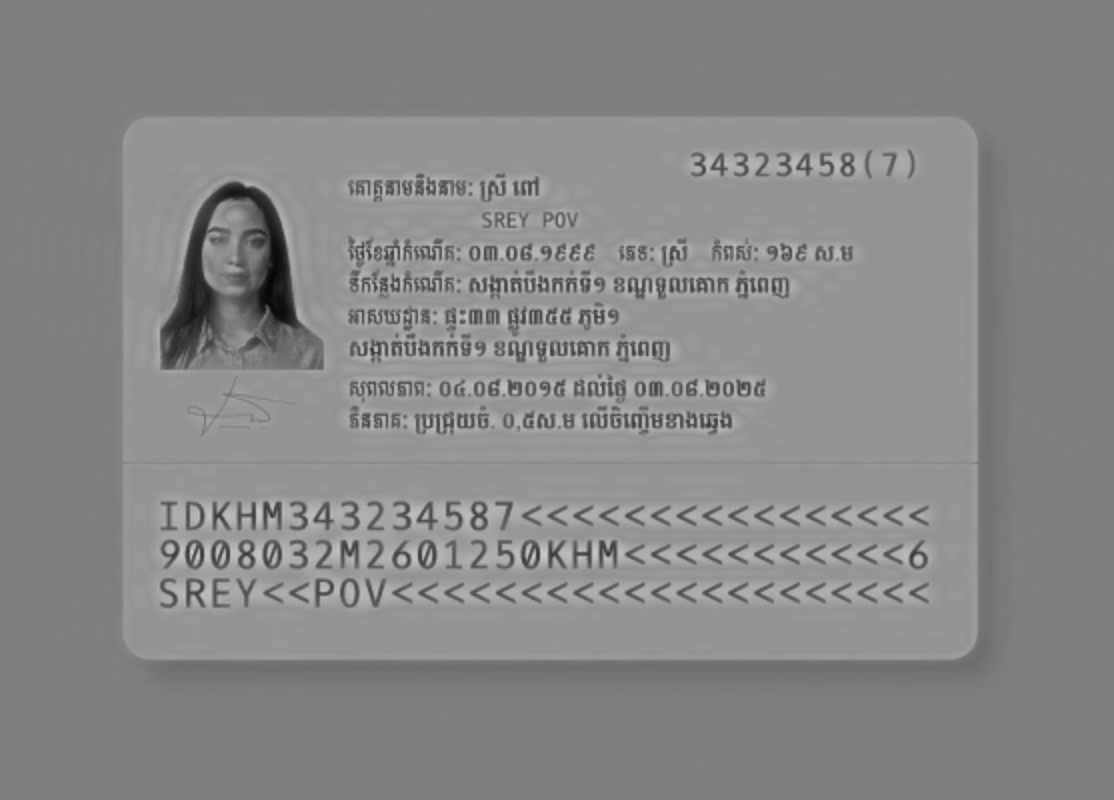 34323458(7)
គោត្តនាមនិងនាម: ស្រី ពៅ
SREY POV
ថ្ងៃខែឆ្នាំកំណើត: ០៣.០៨.១៩៩៩ ភេទ: ស្រី កំពស់: ១៦៩ ស.ម
ទីកន្លែងកំណើត: សង្កាត់បឹងកក់ទី១ ខណ្ឌទួលគោក ភ្នំពេញ
អាសយដ្ឋាន: ផ្ទះ៣៣ ផ្លូវ៣៥៥ ភូមិ១
សង្កាត់បឹងកក់ទី១ ខណ្ឌទួលគោក ភ្នំពេញ
សុពលភាព: ០៤.០៨.២០១៥ ដល់ថ្ងៃ ០៣.០៨.២០២៥
ភិនភាគ: ប្រជ្រុយចំ. ០,៥ស.ម លើចិញ្ចើមខាងឆ្វេង
IDKHM343234587<<<<<<<<<<<<<<<<
9008032M2601250KHM<<<<<<<<<<<6
SREY<<POV<<<<<<<<<<<<<<<<<<<<<